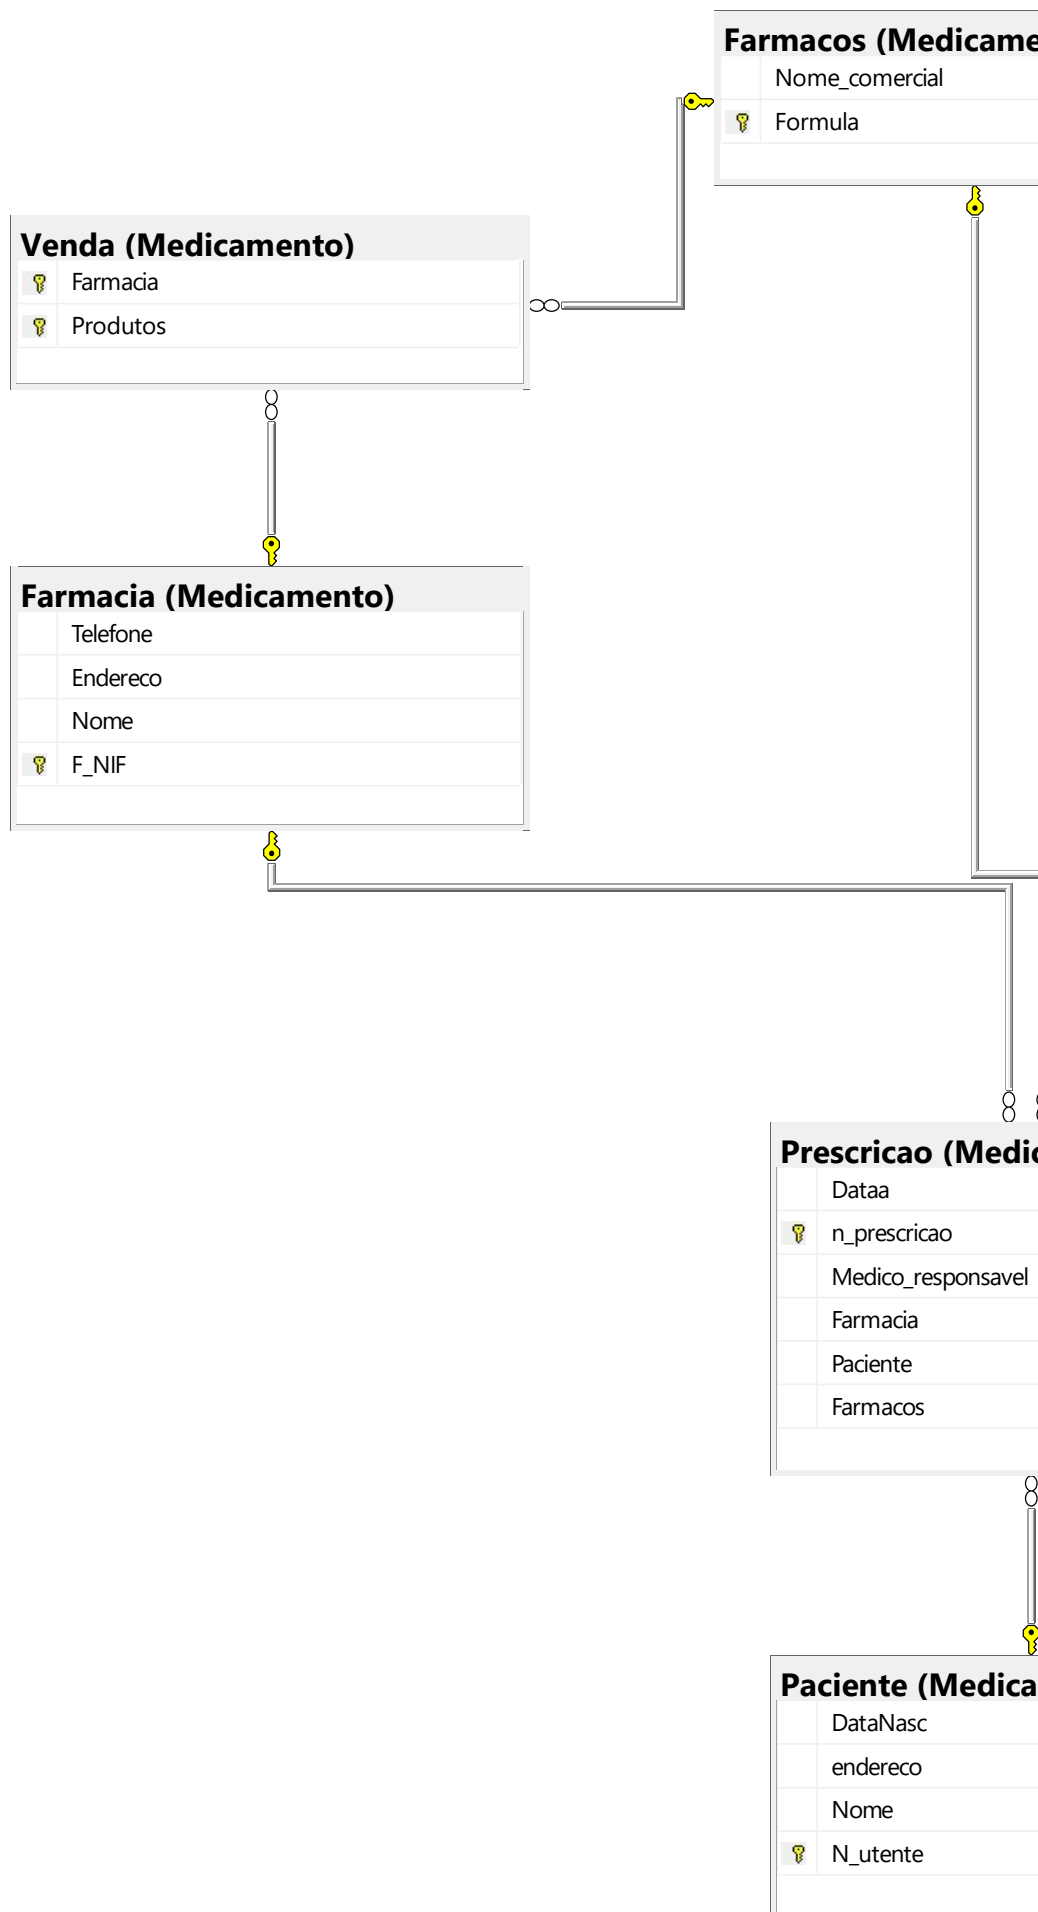 Farmacos (Medicame
Nome_comercial
Formula
Venda (Medicamento)
Farmacia
Produtos
Farmacia (Medicamento)
Telefone
Endereco
Nome
F_NIF
Prescricao (Medic
Dataa
n_prescricao
Medico_responsavel
Farmacia
Paciente
Farmacos
Paciente (Medica
DataNasc
endereco
Nome
N_utente